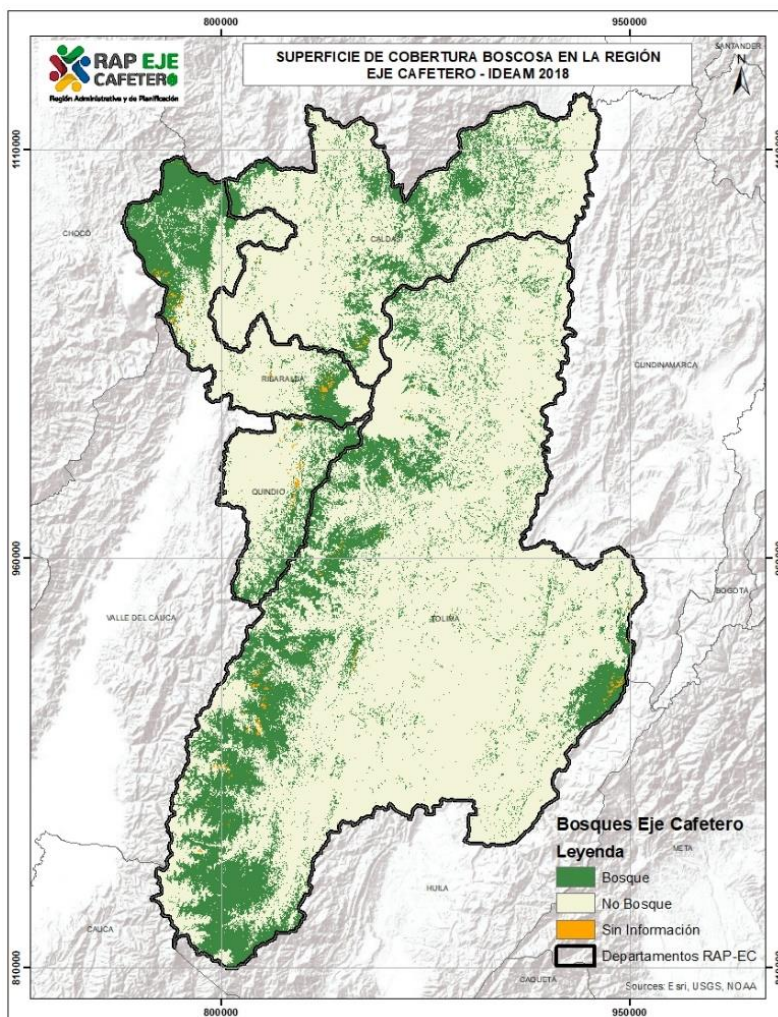 800000
950000
RAP EJE
CAFETERO
Región Administrativa y de Planificación
SUPERFICIE DE COBERTURA BOSCOSA EN LA REGIÓN
EJE CAFETERO - IDEAM 2018
SANTANDER
N
1110000
CHOCÓ
CALDAS
CUNDINAMARCA
RISARALDA
QUINDIO
960000
BOGOTA
VALLE DEL CAUCA
TOLIMA
Bosques Eje Cafetero
Leyenda
Bosque
No Bosque
Sin Información
Departamentos RAP-EC
META
HUILA
CAUCA
CAQUETA
810000
Sources: Esri, USGS, NOAA
800000
950000